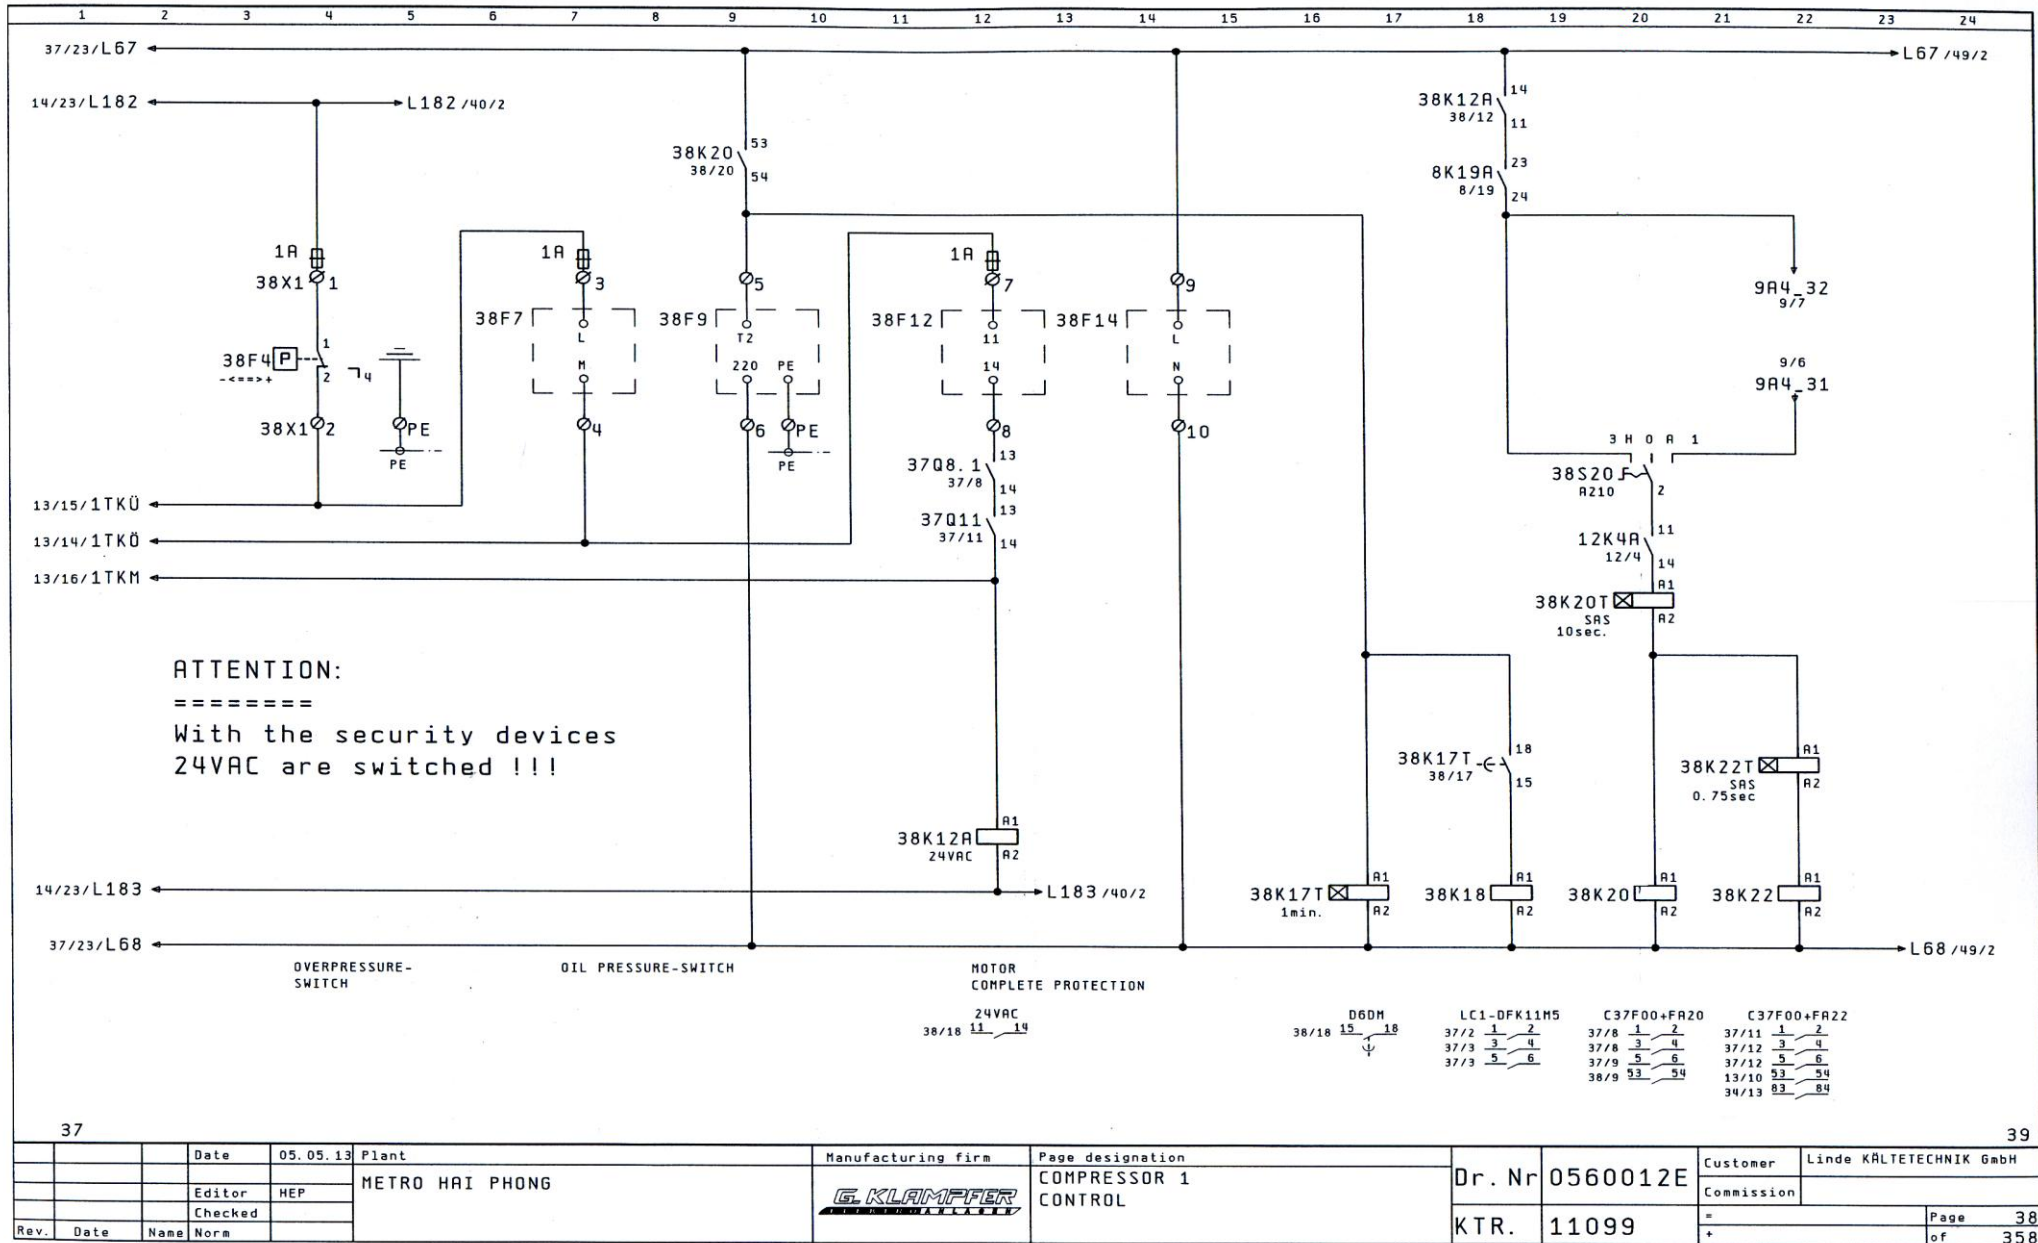 1 2 3 4 5 6 7 8 9 10 11 12 13 14 15 16 17 18 19 20 21 22 23 24
37/23/L67
L67/49/2
14/23/L182
L182/40/2
38K12A 14
38/12 11
38K20 53
38/20 54
8K19A 23
8/19 24
1A
38X1 1
1A
3
5
1A
7
9
9A4_32
9/7
38F7
L
M
38F9
T2
220 PE
38F12
11
14
38F14
L
N
38F4 P 1
2
-<==>+
4
9/6
9A4_31
38X1 2
PE
PE
4
6
PE
PE
8
10
3 H 0 A 1
38S20
A210
2
37Q8.1 13
37/8 14
37Q11 13
37/11 14
13/15/1TKÜ
13/14/1TKÖ
13/16/1TKM
12K4A 11
12/4 14
38K20T A1
SAS A2
10sec.
ATTENTION:
========
With the security devices
24VAC are switched !!!
38K17T 18
38/17 15
38K22T A1
SAS A2
0.75sec
38K12A A1
24VAC A2
14/23/L183
L183/40/2
38K17T A1
1min. A2
38K18 A1
A2
38K20 A1
A2
38K22 A1
A2
37/23/L68
L68/49/2
OVERPRESSURE-
SWITCH
OIL PRESSURE-SWITCH
MOTOR
COMPLETE PROTECTION
24VAC
38/18 11 14
D6DM
38/18 15 18
LC1-DFK11M5
37/2 1 2
37/3 3 4
37/3 5 6
C37F00+FA20
37/8 1 2
37/8 3 4
37/9 5 6
38/9 53 54
C37F00+FA22
37/11 1 2
37/12 3 4
37/12 5 6
13/10 53 54
34/13 83 84
37
39
Date 05.05.13
Editor HEP
Checked
Rev. Date Name Norm
Plant
METRO HAI PHONG
Manufacturing firm
G. KLAMPFER
ELEKTROANLAGEN
Page designation
COMPRESSOR 1
CONTROL
Dr. Nr 0560012E
KTR. 11099
Customer Linde KÄLTETECHNIK GmbH
Commission
=
+
Page 38
of 358